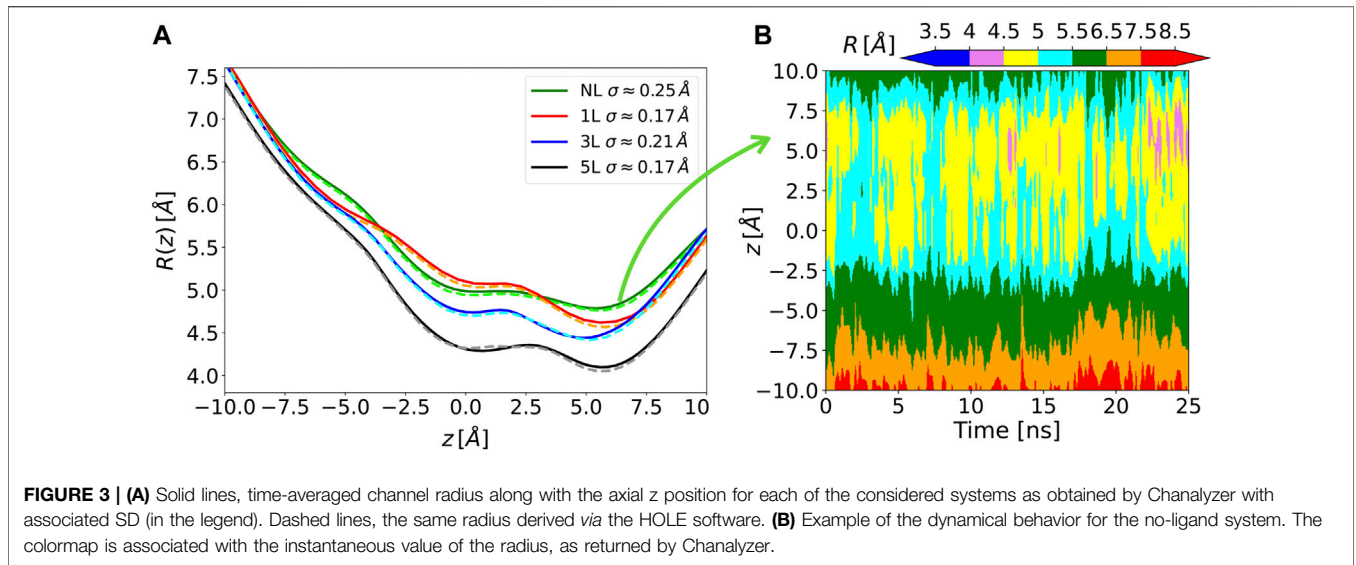 A
7.5
7.0
6.5
6.0
5.5
5.0
4.5
4.0
R(z) [Å]
NL σ ≈ 0.25 Å
1L σ ≈ 0.17 Å
3L σ ≈ 0.21 Å
5L σ ≈ 0.17 Å
−10.0 −7.5 −5.0 −2.5 0.0 2.5 5.0 7.5 10
z [Å]
B
R [Å] 3.5 4 4.5 5 5.5 6.5 7.5 8.5
10.0
7.5
5.0
2.5
0.0
−2.5
−5.0
−7.5
−10.0
z [Å]
0 5 10 15 20 25
Time [ns]
FIGURE 3 | (A) Solid lines, time-averaged channel radius along with the axial z position for each of the considered systems as obtained by Chanalyzer with
associated SD (in the legend). Dashed lines, the same radius derived via the HOLE software. (B) Example of the dynamical behavior for the no-ligand system. The
colormap is associated with the instantaneous value of the radius, as returned by Chanalyzer.